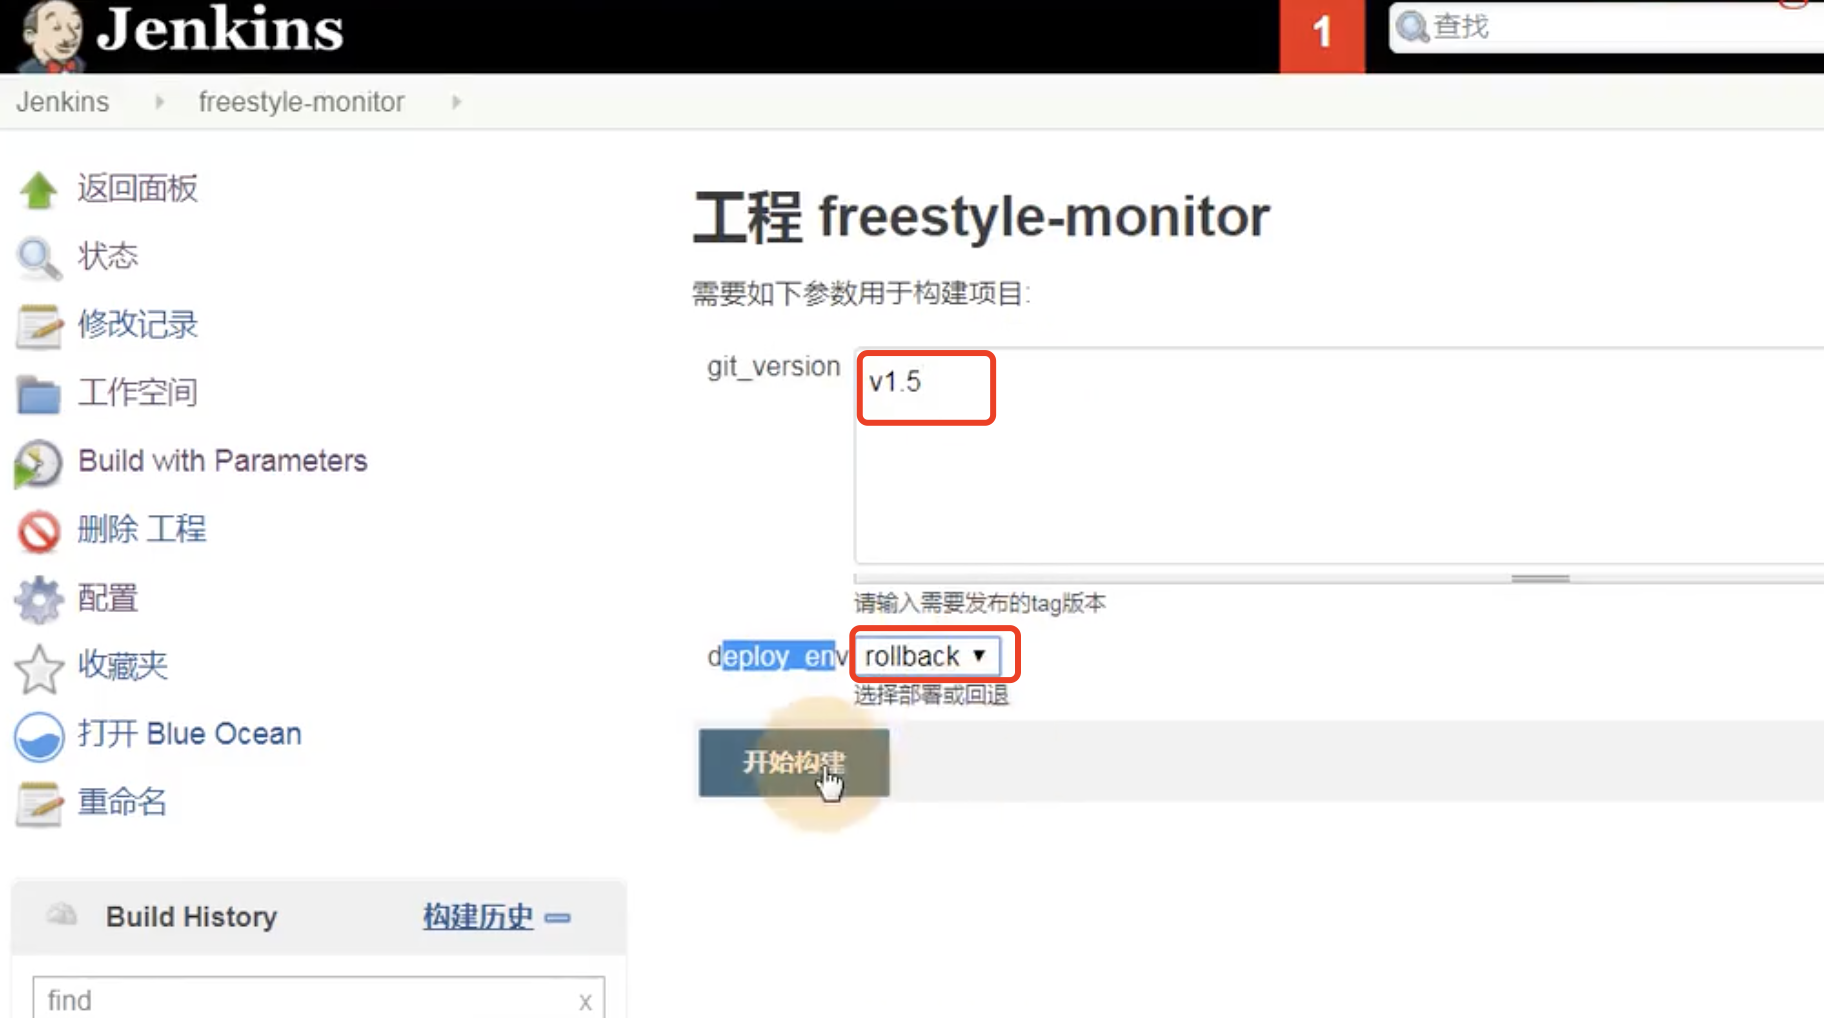 Jenkins
1
查找
Jenkins
freestyle-monitor
返回面板
状态
修改记录
工作空间
Build with Parameters
删除 工程
配置
收藏夹
打开 Blue Ocean
重命名
Build History
构建历史
find
x
工程 freestyle-monitor
需要如下参数用于构建项目:
git_version
v1.5
请输入需要发布的tag版本
deploy_env
rollback
选择部署或回退
开始构建